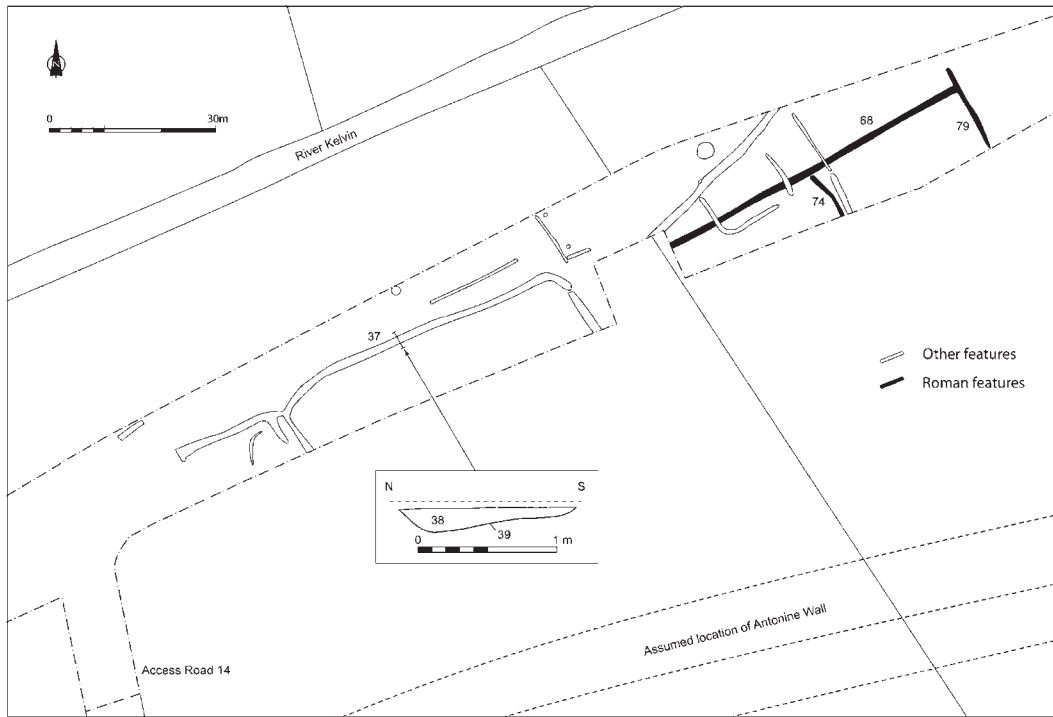 N
0
30m
River Kelvin
68
79
74
37
Other features
Roman features
N
S
38
39
0
1 m
Assumed location of Antonine Wall
Access Road 14